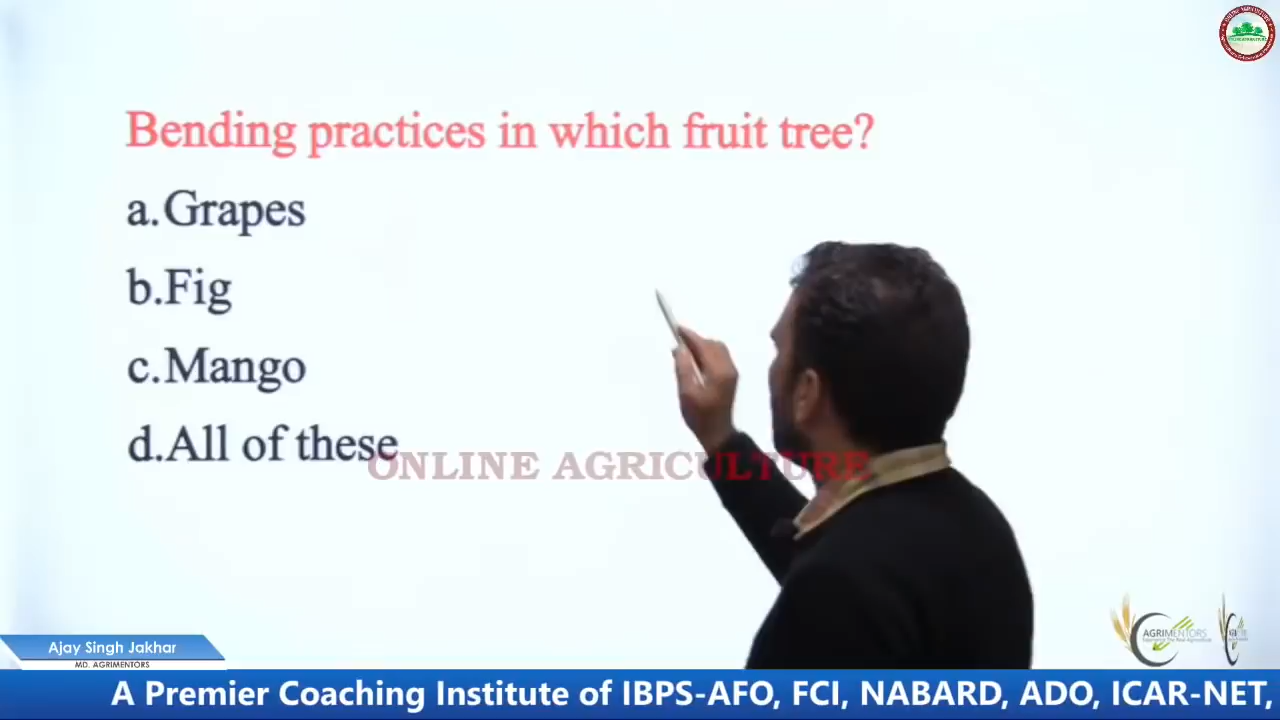 Bending practices in which fruit tree?
a. Grapes
b. Fig
c. Mango
d. All of these
ONLINE AGRICULTURE
AGRIMENTORS
Ajay Singh Jakhar
MD. AGRIMENTORS
A Premier Coaching Institute of IBPS-AFO, FCI, NABARD, ADO, ICAR-NET,